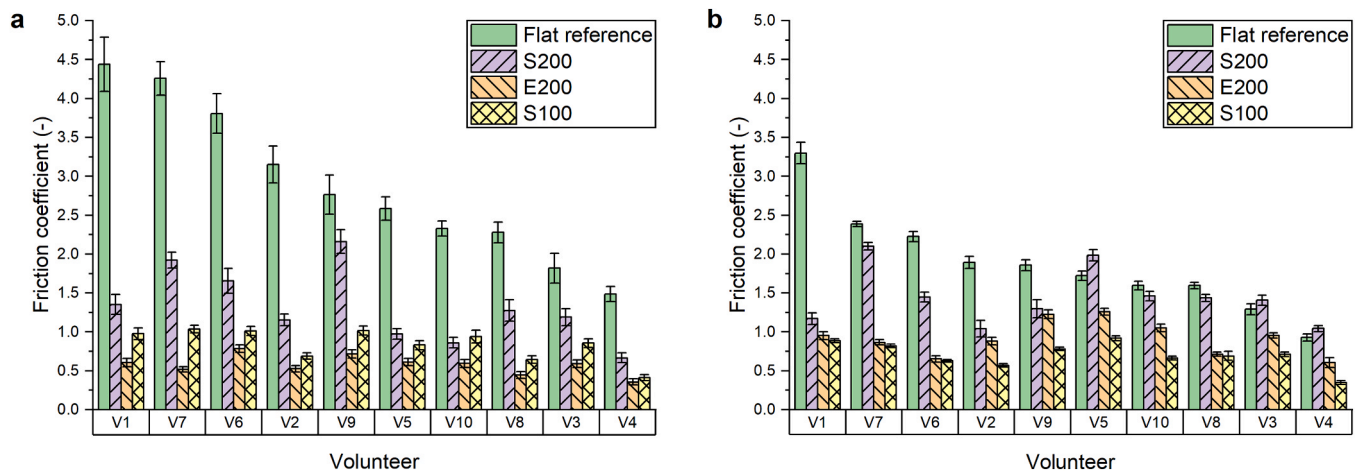 a
Friction coefficient (-)
5.0
4.5
4.0
3.5
3.0
2.5
2.0
1.5
1.0
0.5
0.0
Flat reference
S200
E200
S100
V1 V7 V6 V2 V9 V5 V10 V8 V3 V4
Volunteer
b
Friction coefficient (-)
5.0
4.5
4.0
3.5
3.0
2.5
2.0
1.5
1.0
0.5
0.0
Flat reference
S200
E200
S100
V1 V7 V6 V2 V9 V5 V10 V8 V3 V4
Volunteer